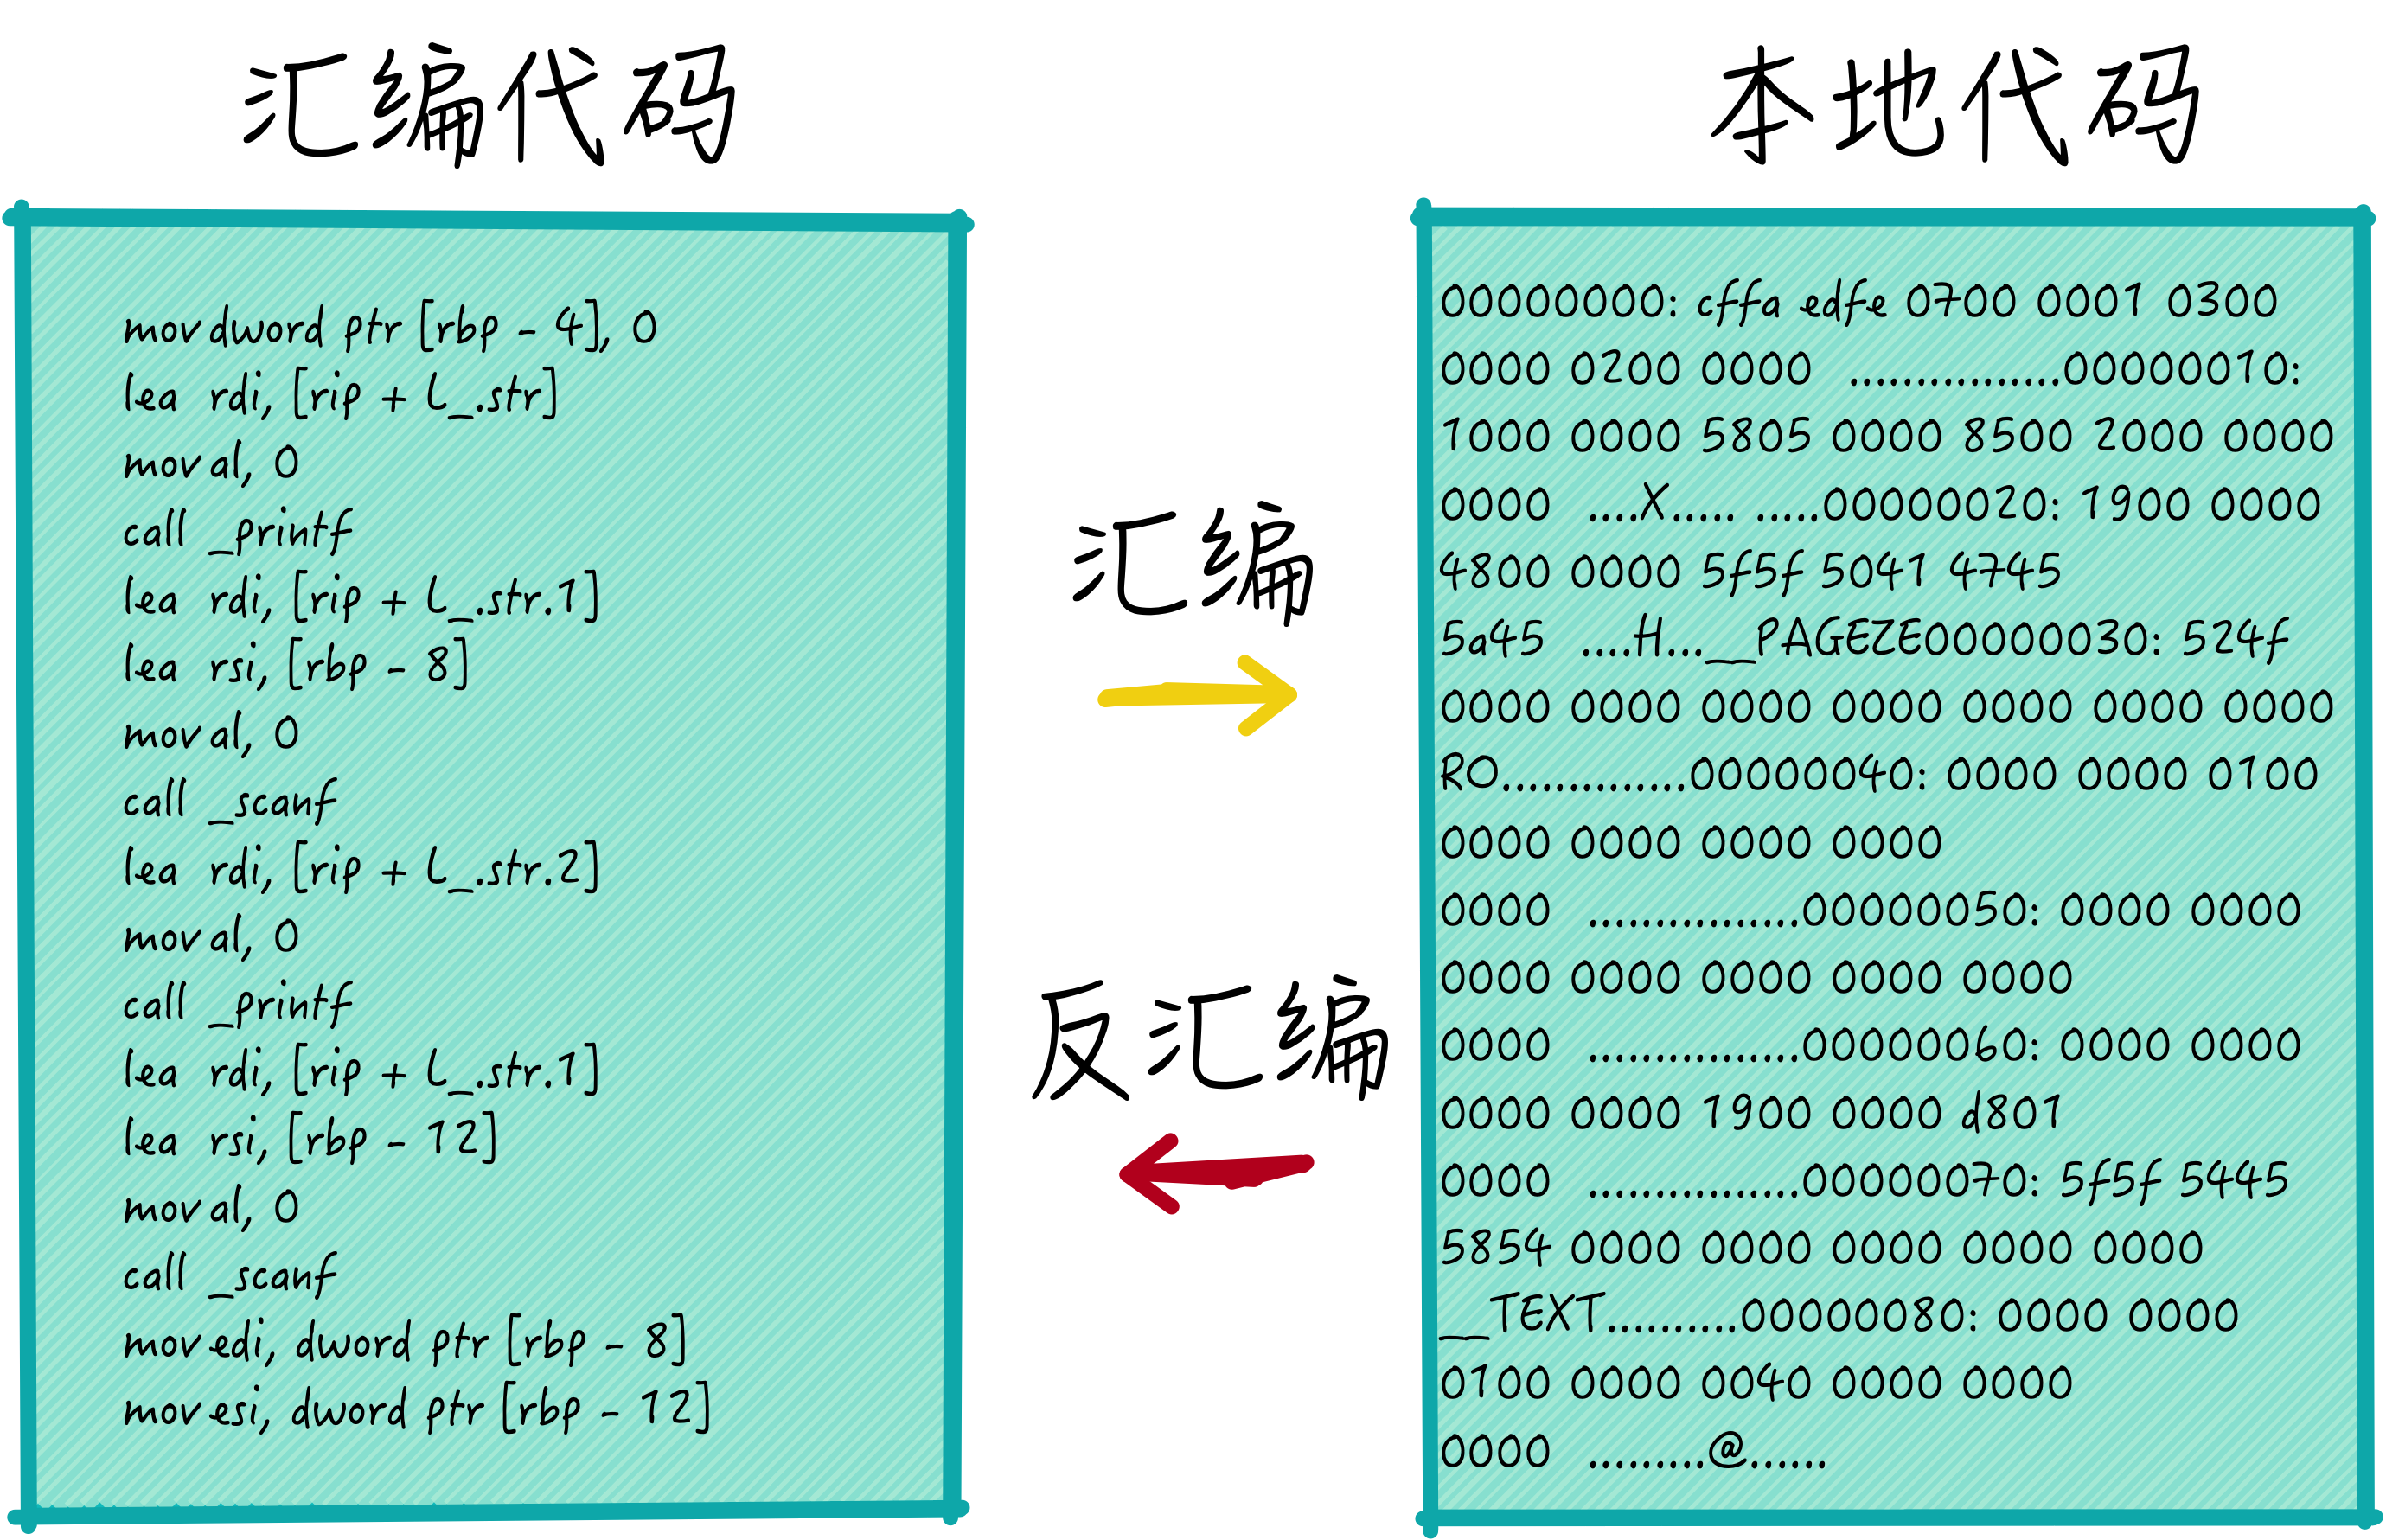 汇编代码
mov dword ptr [rbp - 4], 0
lea rdi, [rip + L_.str]
mov al, 0
call _printf
lea rdi, [rip + L_.str.1]
lea rsi, [rbp - 8]
mov al, 0
call _scanf
lea rdi, [rip + L_.str.2]
mov al, 0
call _printf
lea rdi, [rip + L_.str.1]
lea rsi, [rbp - 12]
mov al, 0
call _scanf
mov edi, dword ptr [rbp - 8]
mov esi, dword ptr [rbp - 12]
汇编
反汇编
本地代码
00000000: cffa edfe 0700 0001 0300
0000 0200 0000 ................00000010:
1000 0000 5805 0000 8500 2000 0000
0000 ....X..... .....00000020: 1900 0000
4800 0000 5f5f 5041 4745
5a45 ....H...__PAGEZE00000030: 524f
0000 0000 0000 0000 0000 0000 0000
RO..............00000040: 0000 0000 0100
0000 0000 0000 0000
0000 ................00000050: 0000 0000
0000 0000 0000 0000 0000
0000 ................00000060: 0000 0000
0000 0000 1900 0000 d801
0000 ................00000070: 5f5f 5445
5854 0000 0000 0000 0000 0000
__TEXT..........00000080: 0000 0000
0100 0000 0040 0000 0000
0000 .........@......